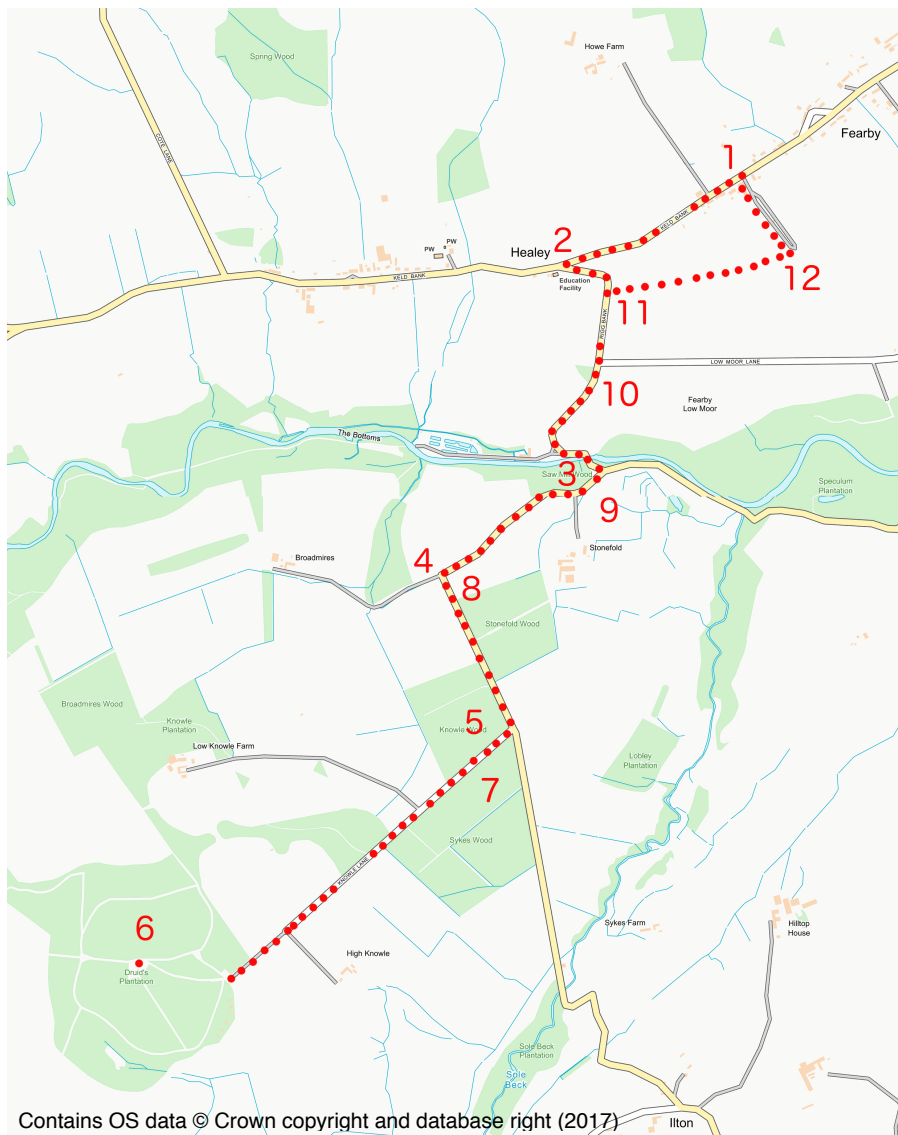 Howe Farm
Spring Wood
Fearby
COTE LANE
1
KELD BANK
2
PW
PW
Healey
KELD BANK
Education
Facility
12
11
RIGG BANK
LOW MOOR LANE
10
Fearby
Low Moor
The Bottoms
3
Saw Mill Wood
9
Speculum
Plantation
Broadmires
4
Stonefold
8
Stonefold Wood
Broadmires Wood
Knowle
Plantation
5
Knowle Wood
Low Knowle Farm
Lobley
Plantation
7
Sykes Wood
KNOWLE LANE
6
Sykes Farm
Hilltop
House
High Knowle
Druid's
Plantation
Sole Beck
Plantation
Sole
Beck
Contains OS data © Crown copyright and database right (2017)
Ilton